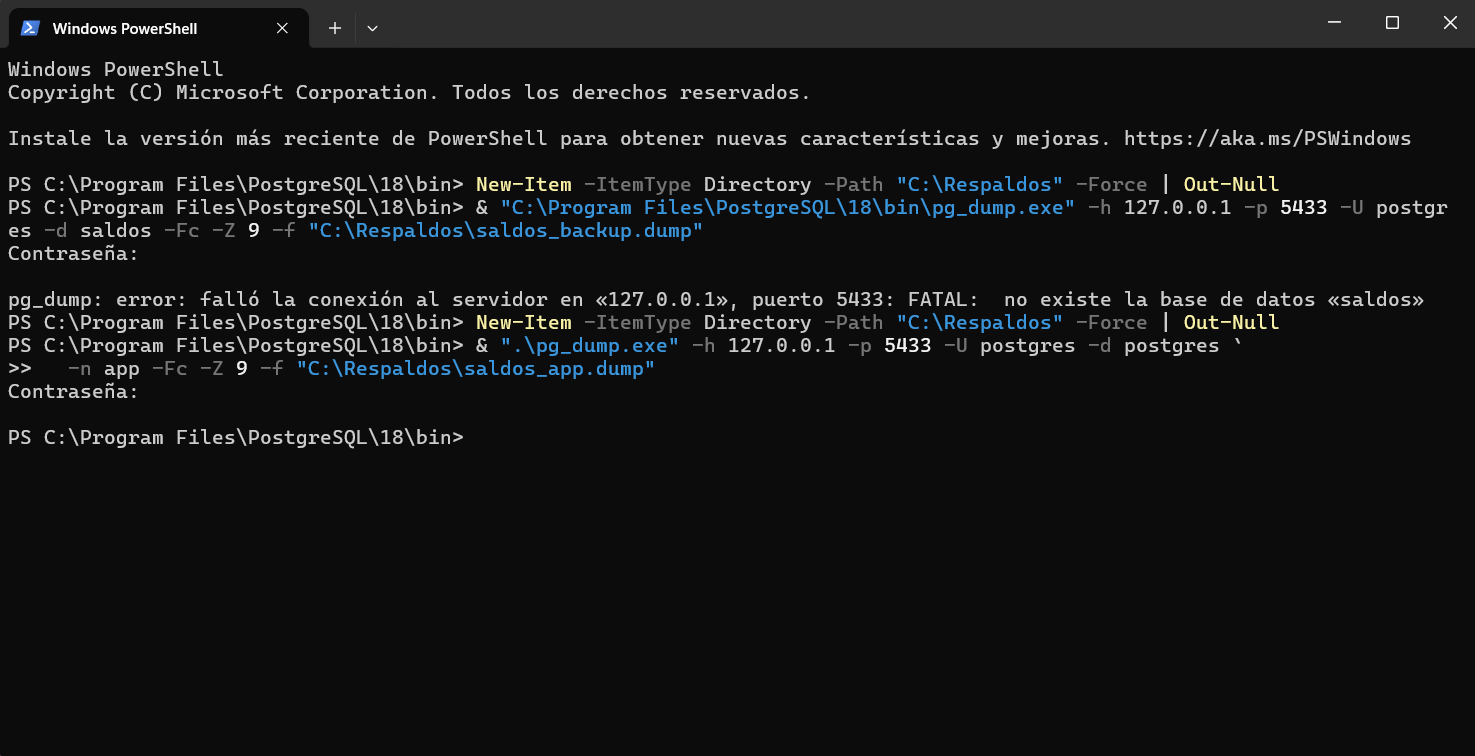 Windows PowerShell
Windows PowerShell
Copyright (C) Microsoft Corporation. Todos los derechos reservados.
Instale la versión más reciente de PowerShell para obtener nuevas características y mejoras. https://aka.ms/PSWindows
PS C:\Program Files\PostgreSQL\18\bin> New-Item -ItemType Directory -Path "C:\Respaldos" -Force | Out-Null
PS C:\Program Files\PostgreSQL\18\bin> & "C:\Program Files\PostgreSQL\18\bin\pg_dump.exe" -h 127.0.0.1 -p 5433 -U postgr
es -d saldos -Fc -Z 9 -f "C:\Respaldos\saldos_backup.dump"
Contraseña:
pg_dump: error: falló la conexión al servidor en «127.0.0.1», puerto 5433: FATAL:  no existe la base de datos «saldos»
PS C:\Program Files\PostgreSQL\18\bin> New-Item -ItemType Directory -Path "C:\Respaldos" -Force | Out-Null
PS C:\Program Files\PostgreSQL\18\bin> & ".\pg_dump.exe" -h 127.0.0.1 -p 5433 -U postgres -d postgres `
>>   -n app -Fc -Z 9 -f "C:\Respaldos\saldos_app.dump"
Contraseña:
PS C:\Program Files\PostgreSQL\18\bin>